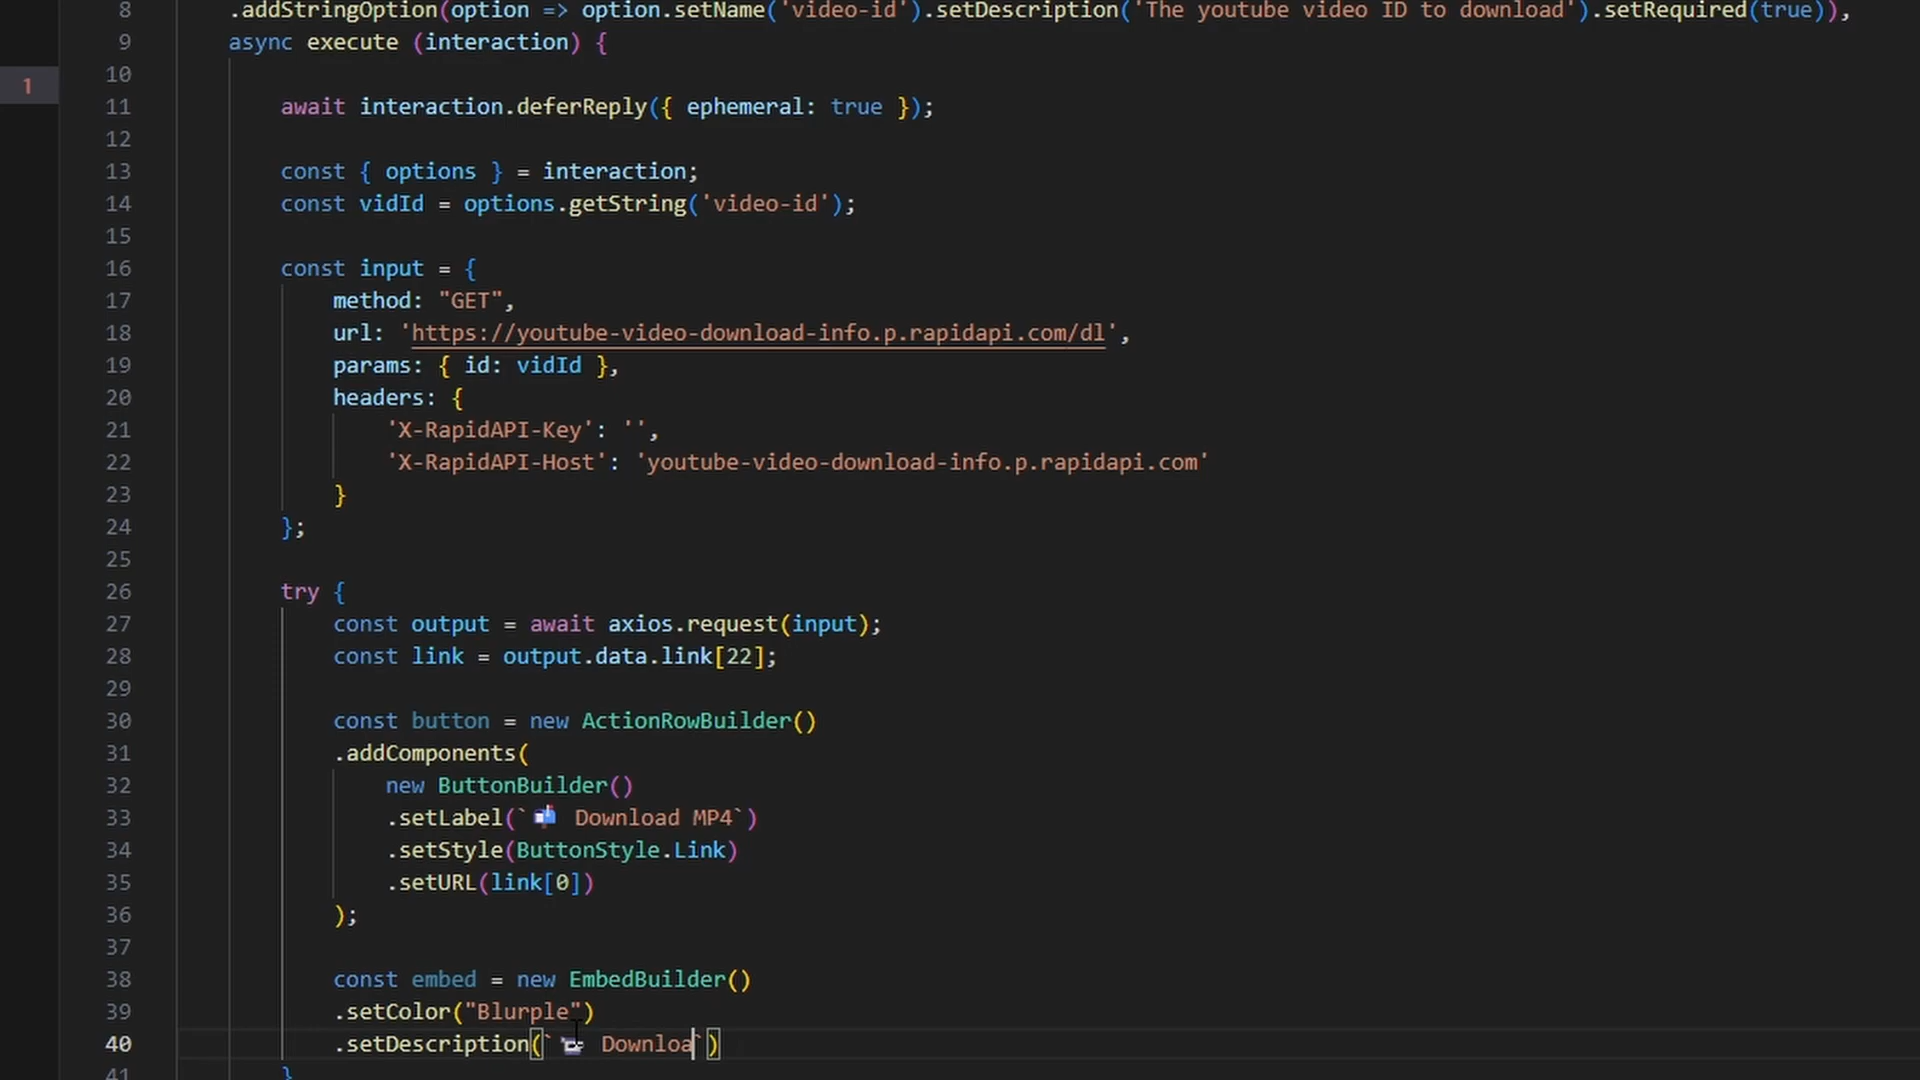 8 .addStringOption(option => option.setName('video-id').setDescription('The youtube video ID to download').setRequired(true)),
9 async execute (interaction) {
10
1
11 await interaction.deferReply({ ephemeral: true });
12
13 const { options } = interaction;
14 const vidId = options.getString('video-id');
15
16 const input = {
17 method: "GET",
18 url: 'https://youtube-video-download-info.p.rapidapi.com/dl',
19 params: { id: vidId },
20 headers: {
21 'X-RapidAPI-Key': '',
22 'X-RapidAPI-Host': 'youtube-video-download-info.p.rapidapi.com'
23 }
24 };
25
26 try {
27 const output = await axios.request(input);
28 const link = output.data.link[22];
29
30 const button = new ActionRowBuilder()
31 .addComponents(
32 new ButtonBuilder()
33 .setLabel(`📬 Download MP4`)
34 .setStyle(ButtonStyle.Link)
35 .setURL(link[0])
36 );
37
38 const embed = new EmbedBuilder()
39 .setColor("Blurple")
40 .setDescription(` Downloa`)
41 }